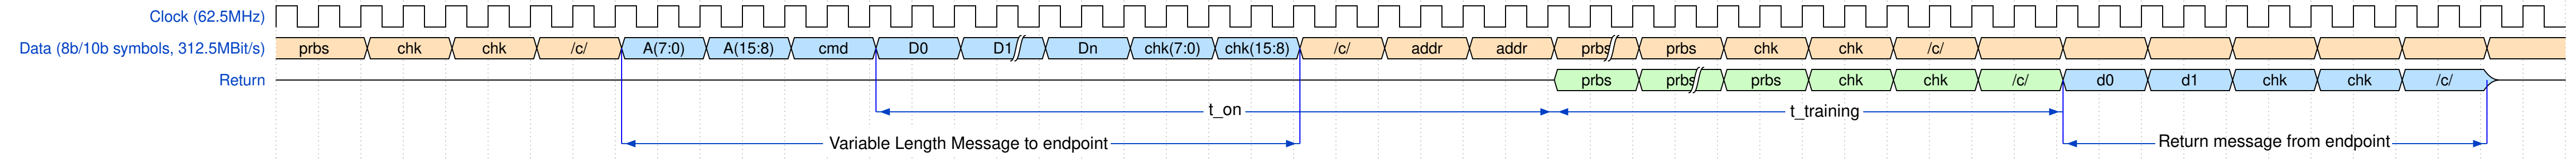 Clock (62.5MHz)
Data (8b/10b symbols, 312.5MBit/s) prbs chk chk /c/ A(7:0) A(15:8) cmd D0 D1 Dn chk(7:0) chk(15:8) /c/ addr addr prbs prbs chk chk /c/
Return prbs prbs prbs chk chk /c/ d0 d1 chk chk /c/
t_on t_training
Variable Length Message to endpoint Return message from endpoint